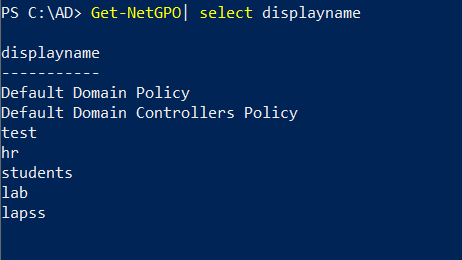 PS C:\AD> Get-NetGPO| select displayname
displayname
-----------
Default Domain Policy
Default Domain Controllers Policy
test
hr
students
lab
lapss